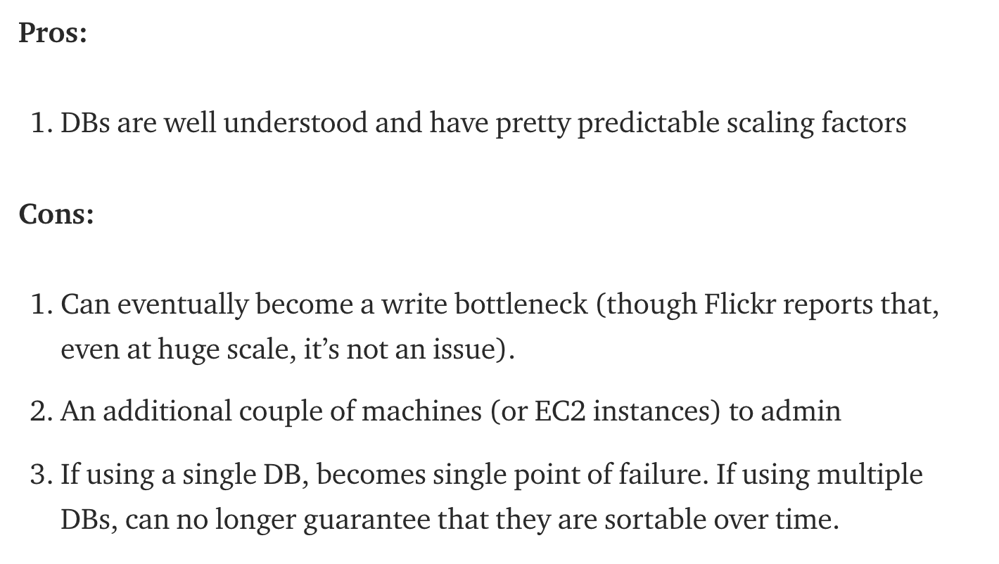 Pros:
1. DBs are well understood and have pretty predictable scaling factors
Cons:
1. Can eventually become a write bottleneck (though Flickr reports that,
even at huge scale, it’s not an issue).
2. An additional couple of machines (or EC2 instances) to admin
3. If using a single DB, becomes single point of failure. If using multiple
DBs, can no longer guarantee that they are sortable over time.